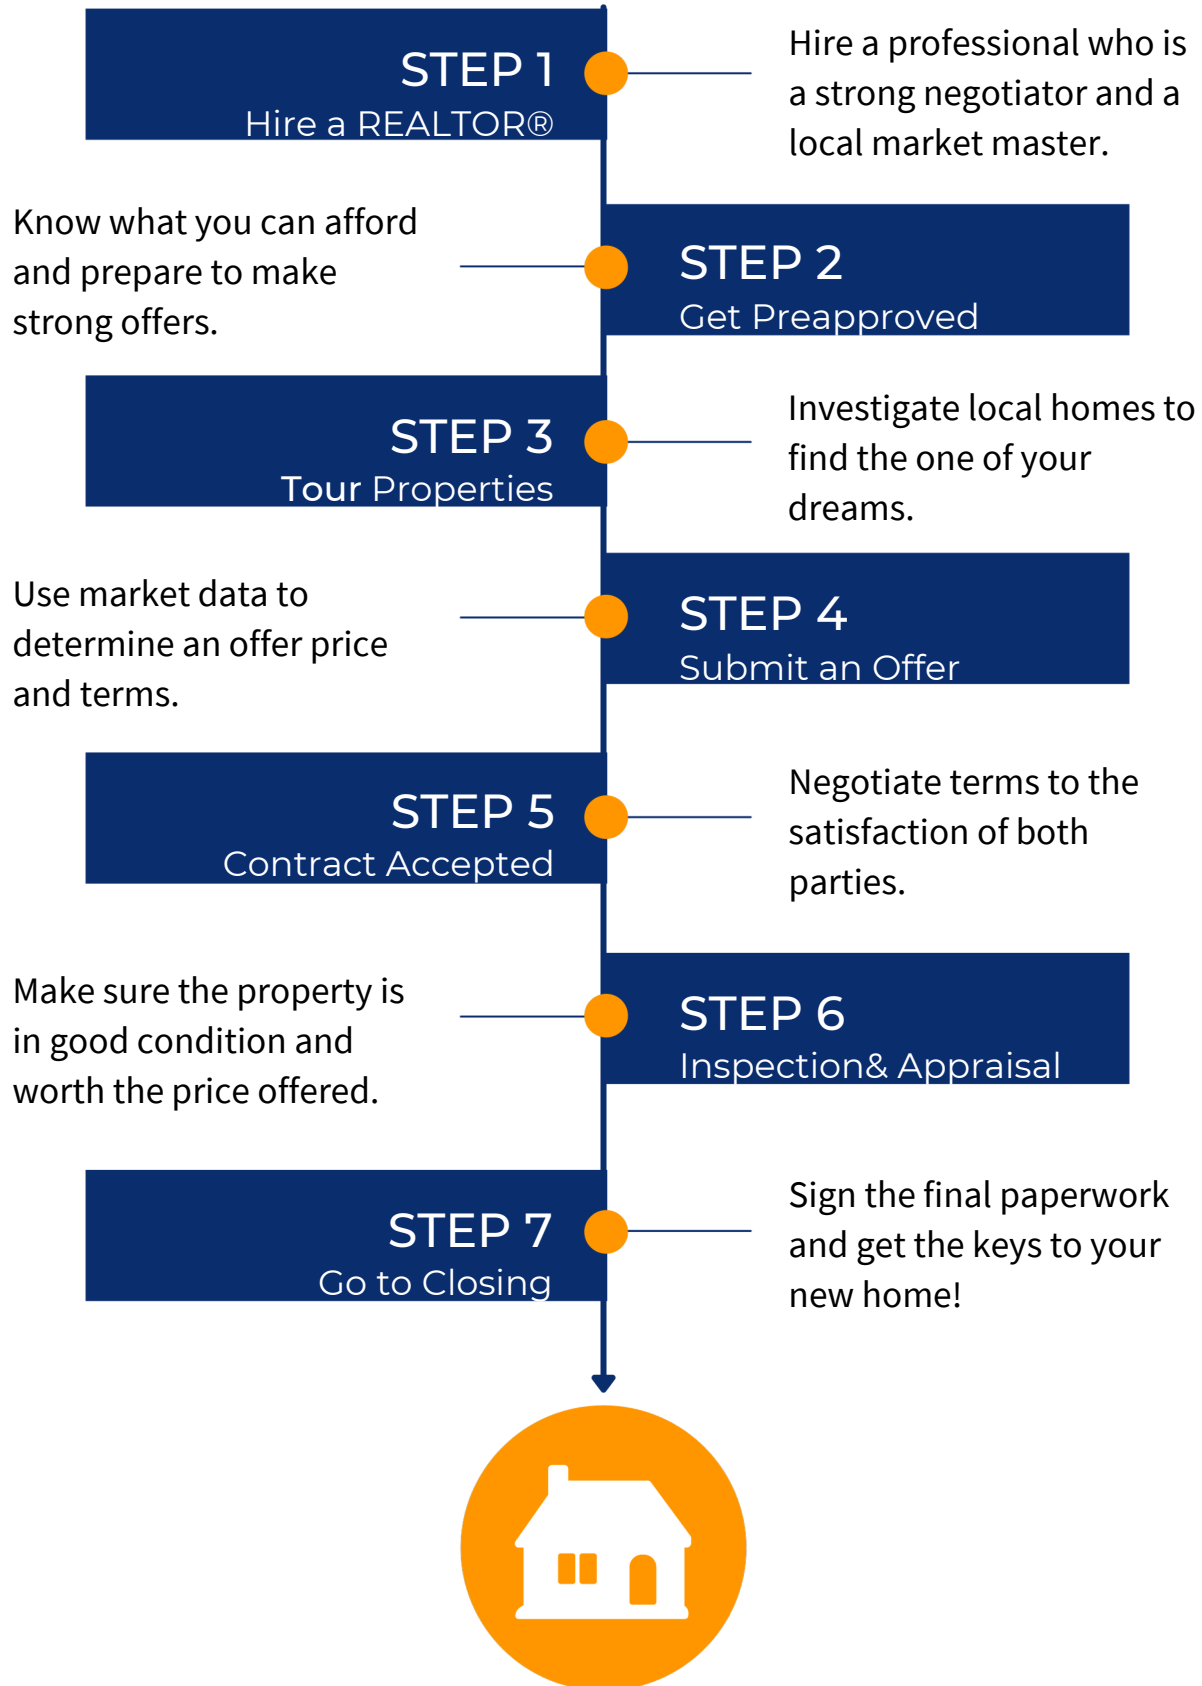 STEP 1
Hire a REALTOR®
Hire a professional who is
a strong negotiator and a
local market master.
Know what you can afford
and prepare to make
strong offers.
STEP 2
Get Preapproved
STEP 3
Tour Properties
Investigate local homes to
find the one of your
dreams.
Use market data to
determine an offer price
and terms.
STEP 4
Submit an Offer
STEP 5
Contract Accepted
Negotiate terms to the
satisfaction of both
parties.
Make sure the property is
in good condition and
worth the price offered.
STEP 6
Inspection& Appraisal
STEP 7
Go to Closing
Sign the final paperwork
and get the keys to your
new home!